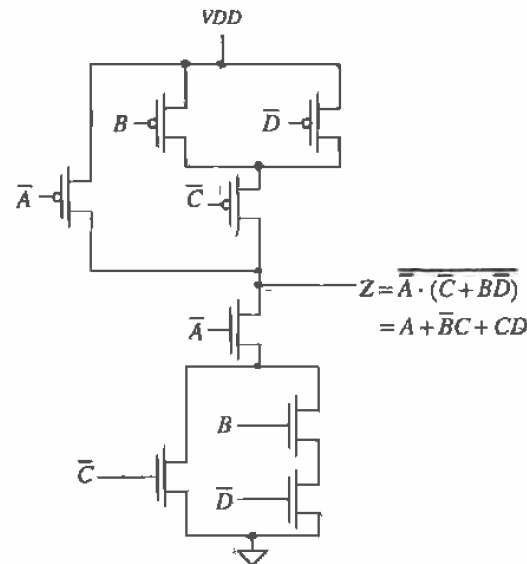 VDD
B
D̅
A̅
C̅
Z = \overline{A̅ · (C̅ + BD̅)}
= A + B̅C + CD
A̅
B
C̅
D̅